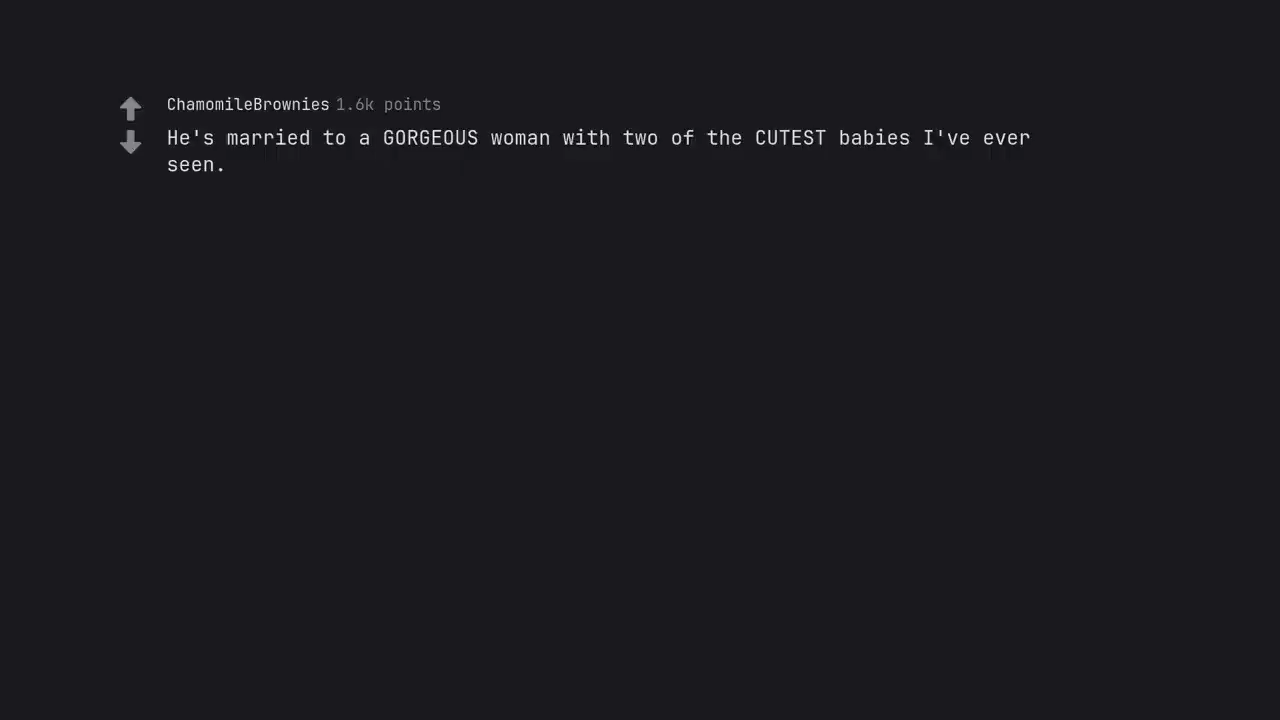 ChamomileBrownies 1.6k points
He's married to a GORGEOUS woman with two of the CUTEST babies I've ever
seen.